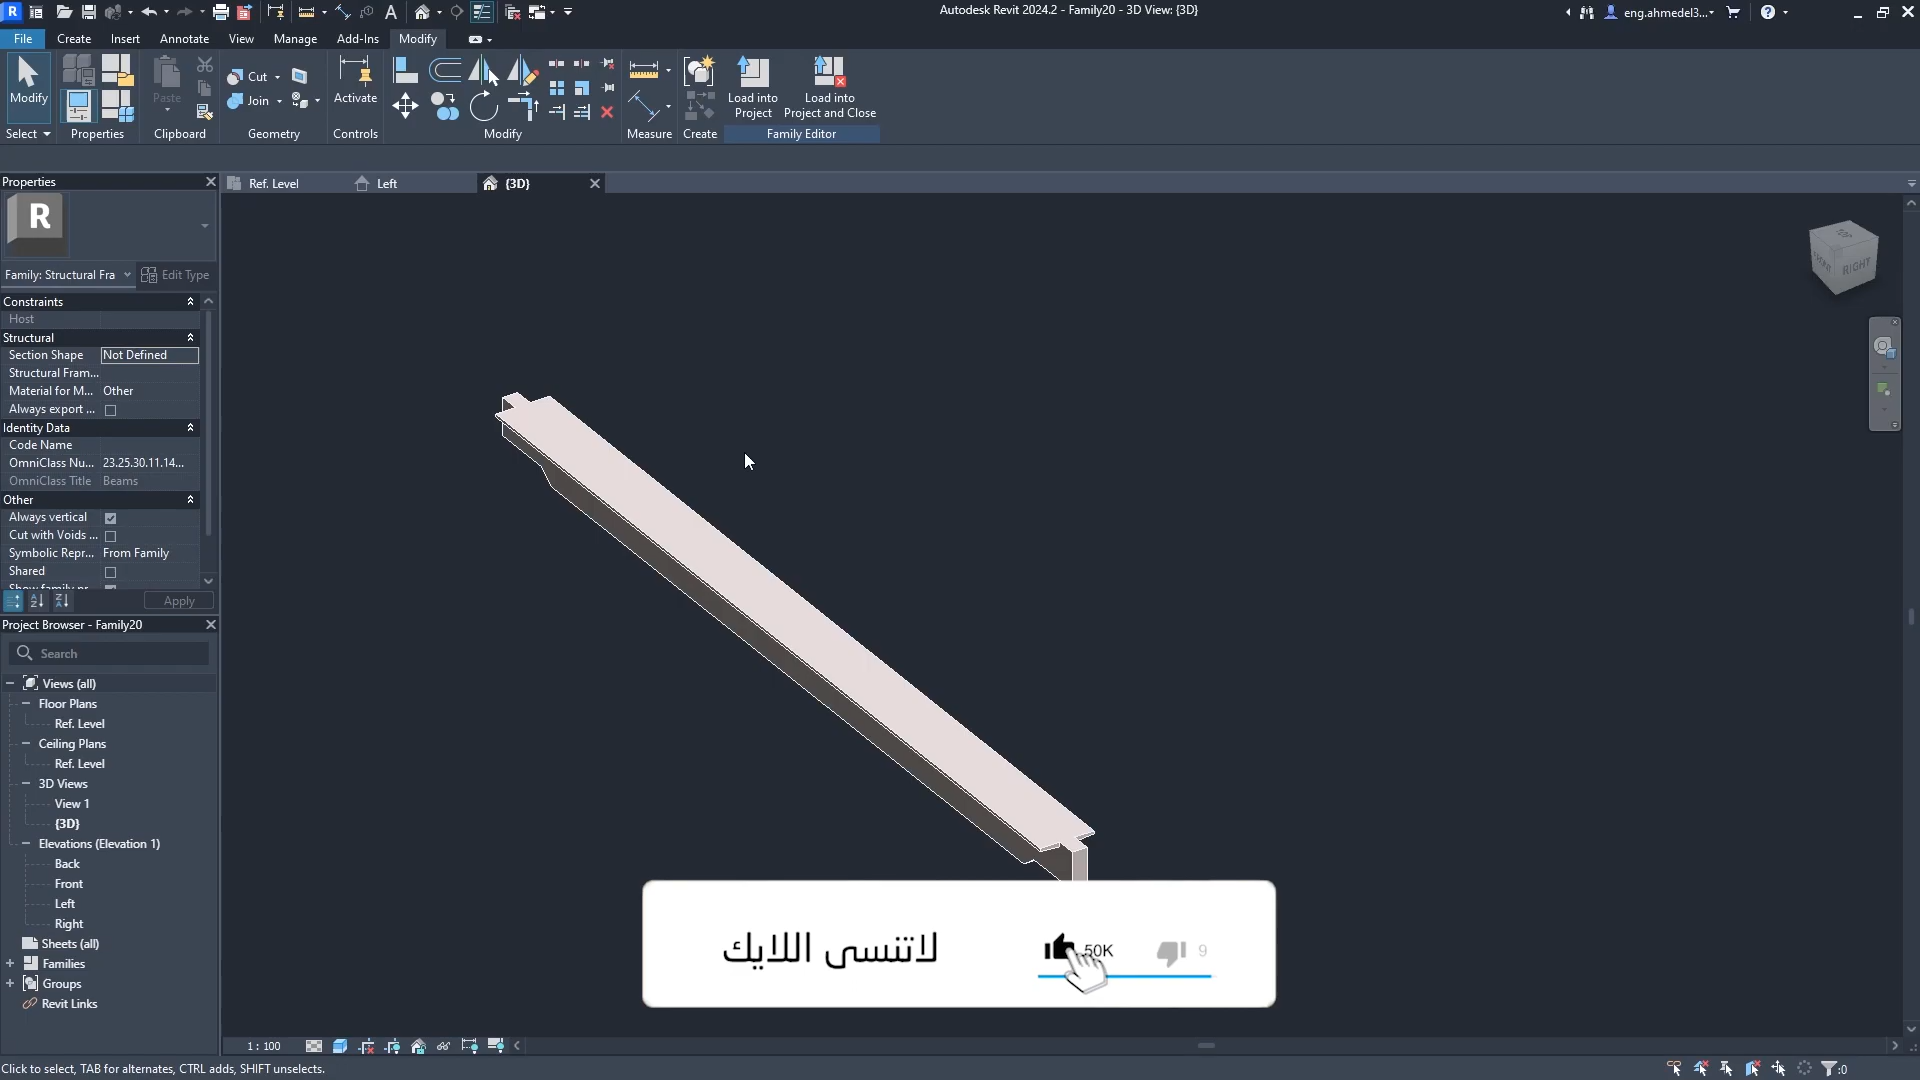 Autodesk Revit 2024.2 - Family20 - 3D View: {3D}
eng.ahmedel3...
File Create Insert Annotate View Manage Add-Ins Modify
Modify
Paste
Cut
Join
Activate
Load into Project
Load into Project and Close
Select Properties Clipboard Geometry Controls Modify Measure Create Family Editor
Properties
Ref. Level
Left
{3D}
R
Family: Structural Fra
Edit Type
Constraints
Host
Structural
Section Shape Not Defined
Structural Fram...
Material for M... Other
Always export ...
Identity Data
Code Name
OmniClass Nu... 23.25.30.11.14...
OmniClass Title Beams
Other
Always vertical
Cut with Voids ...
Symbolic Repr... From Family
Shared
Apply
Project Browser - Family20
Search
Views (all)
Floor Plans
Ref. Level
Ceiling Plans
Ref. Level
3D Views
View 1
{3D}
Elevations (Elevation 1)
Back
Front
Left
Right
Sheets (all)
Families
Groups
Revit Links
TOP
FRONT
RIGHT
لاتنسى اللايك
50K
9
1 : 100
Click to select, TAB for alternates, CTRL adds, SHIFT unselects.
:0